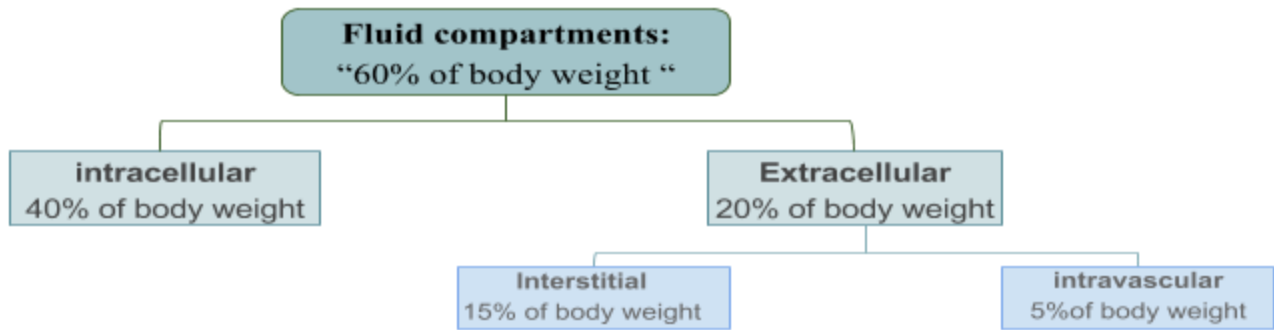 Fluid compartments:
“60% of body weight “
intracellular
40% of body weight
Extracellular
20% of body weight
Interstitial
15% of body weight
intravascular
5%of body weight